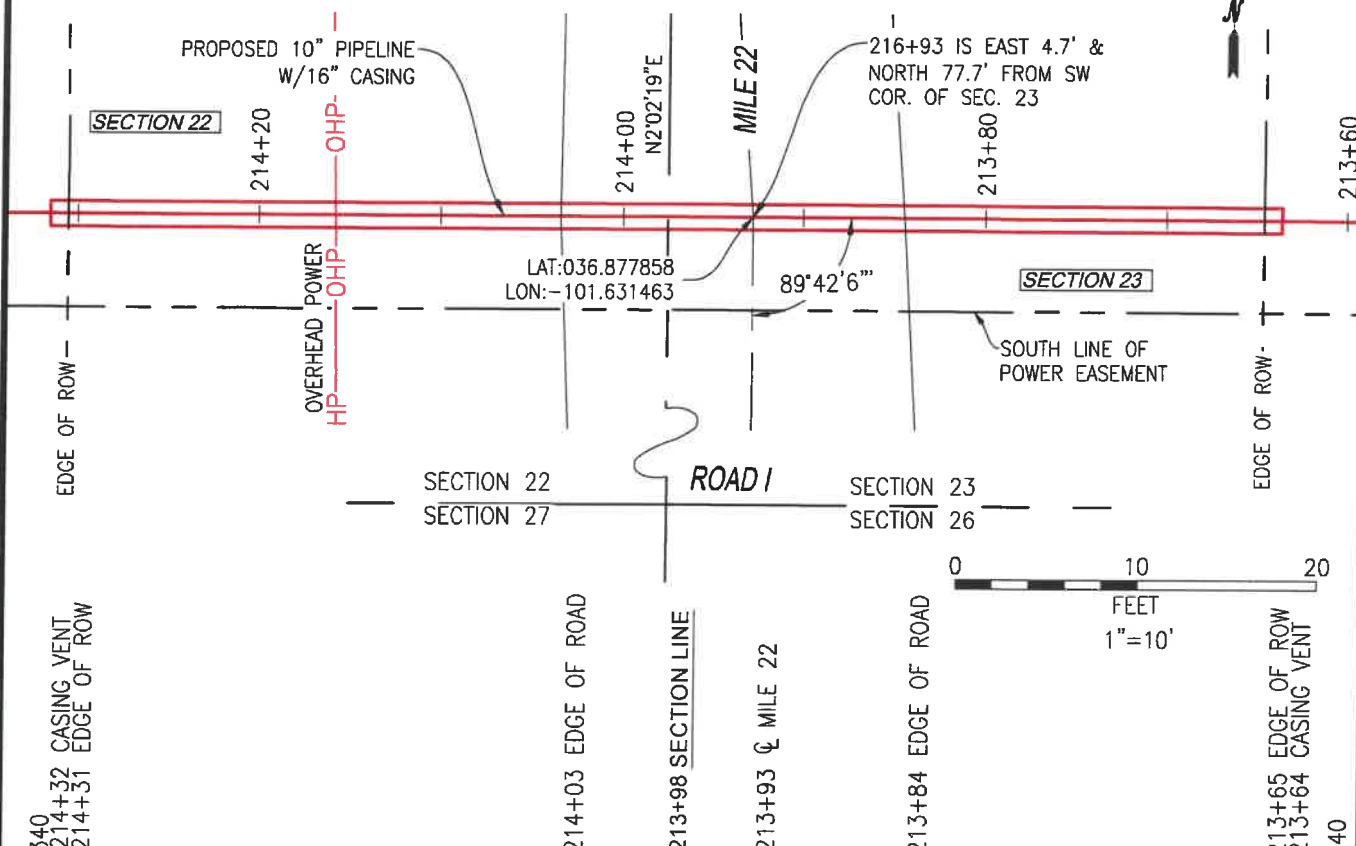 N
PROPOSED 10" PIPELINE
W/16" CASING
216+93 IS EAST 4.7' &
NORTH 77.7' FROM SW
COR. OF SEC. 23
SECTION 22
214+20
OHP
214+00
N2°02'19"E
MILE 22
213+80
213+60
LAT:036.877858
LON:-101.631463
89°42'6"'
SECTION 23
OVERHEAD POWER
OHP
HP
SOUTH LINE OF
POWER EASEMENT
EDGE OF ROW
EDGE OF ROW
SECTION 22
ROAD I
SECTION 23
SECTION 27
SECTION 26
0 10 20
FEET
1"=10'
340
214+32 CASING VENT
214+31 EDGE OF ROW
214+03 EDGE OF ROAD
213+98 SECTION LINE
213+93 ℄ MILE 22
213+84 EDGE OF ROAD
213+65 EDGE OF ROW
213+64 CASING VENT
40